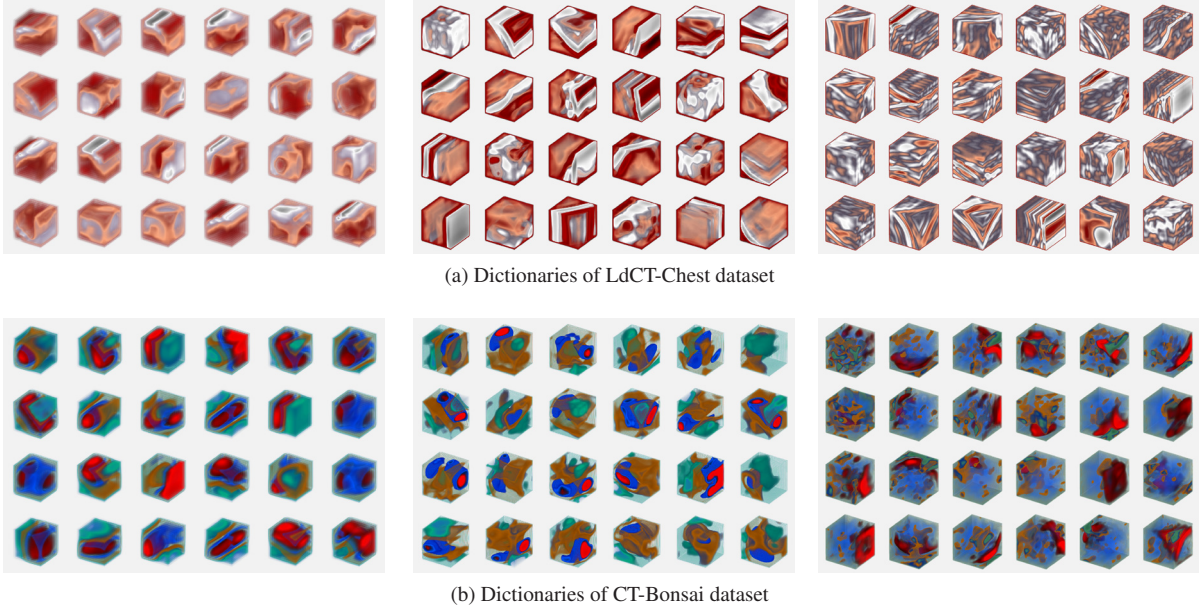 (a) Dictionaries of LdCT-Chest dataset
(b) Dictionaries of CT-Bonsai dataset